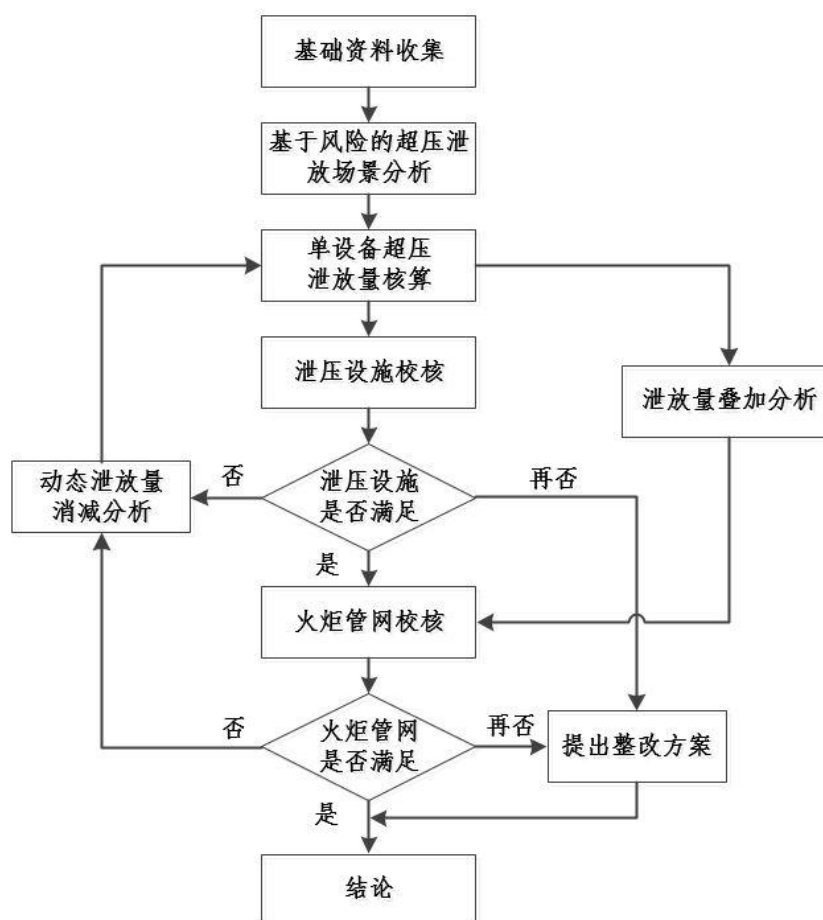 基础资料收集
基于风险的超压泄
放场景分析
单设备超压
泄放量核算
泄压设施校核
泄放量叠加分析
动态泄放量
消减分析
否
泄压设施
是否满足
再否
是
火炬管网校核
否
火炬管网
是否满足
再否
提出整改方案
是
结论